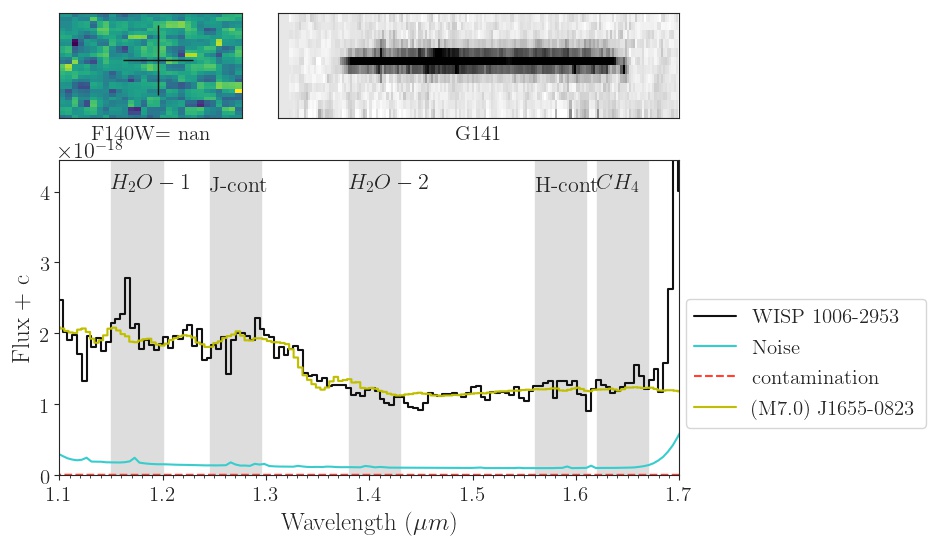 F140W= nan
G141
×10⁻¹⁸
H₂O − 1
J-cont
H₂O − 2
H-cont
CH₄
4
3
2
1
0
Flux + c
1.1 1.2 1.3 1.4 1.5 1.6 1.7
Wavelength (μm)
WISP 1006-2953
Noise
contamination
(M7.0) J1655-0823